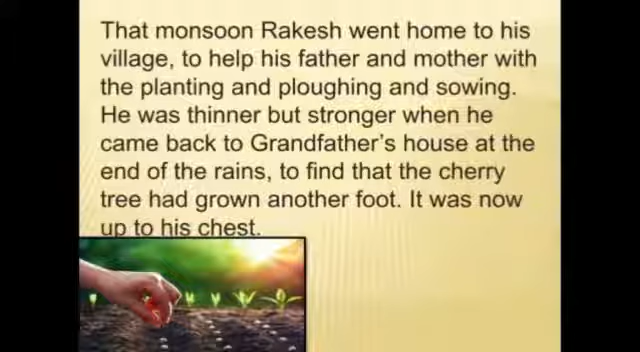 That monsoon Rakesh went home to his
village, to help his father and mother with
the planting and ploughing and sowing.
He was thinner but stronger when he
came back to Grandfather's house at the
end of the rains, to find that the cherry
tree had grown another foot. It was now
up to his chest.